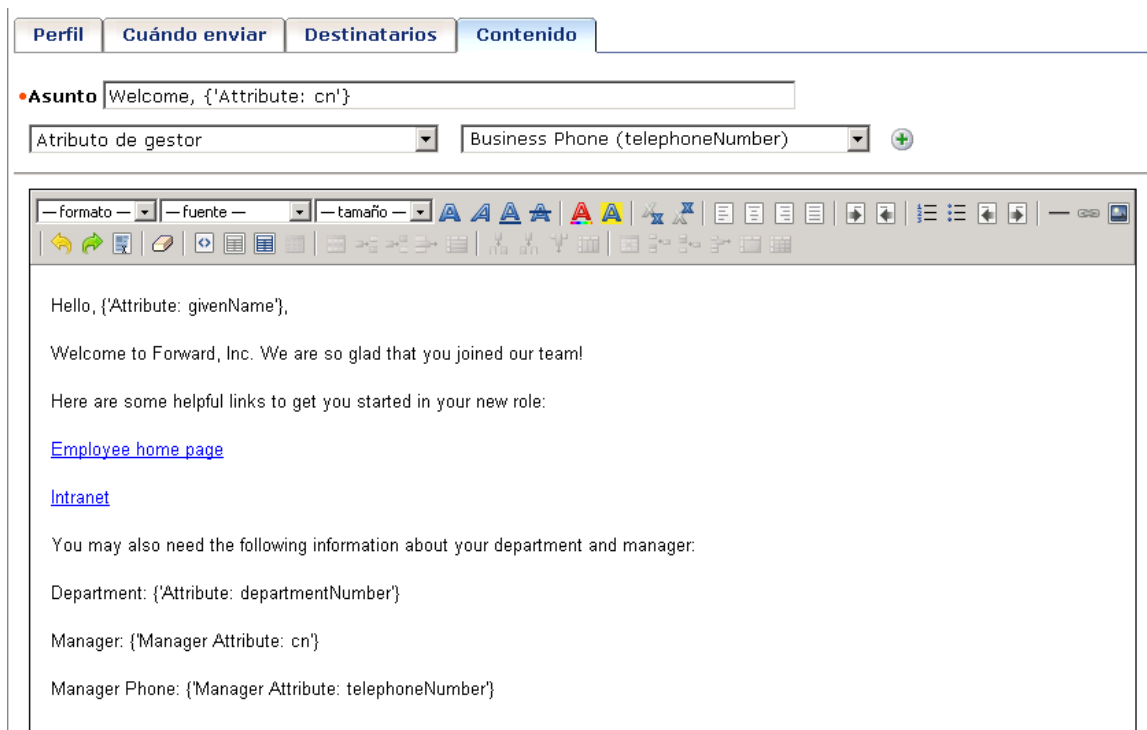 Perfil Cuándo enviar Destinatarios Contenido
•Asunto Welcome, {'Attribute: cn'}
Atributo de gestor Business Phone (telephoneNumber)
— formato — — fuente — — tamaño —
Hello, {'Attribute: givenName'},
Welcome to Forward, Inc. We are so glad that you joined our team!
Here are some helpful links to get you started in your new role:
Employee home page
Intranet
You may also need the following information about your department and manager:
Department: {'Attribute: departmentNumber'}
Manager: {'Manager Attribute: cn'}
Manager Phone: {'Manager Attribute: telephoneNumber'}